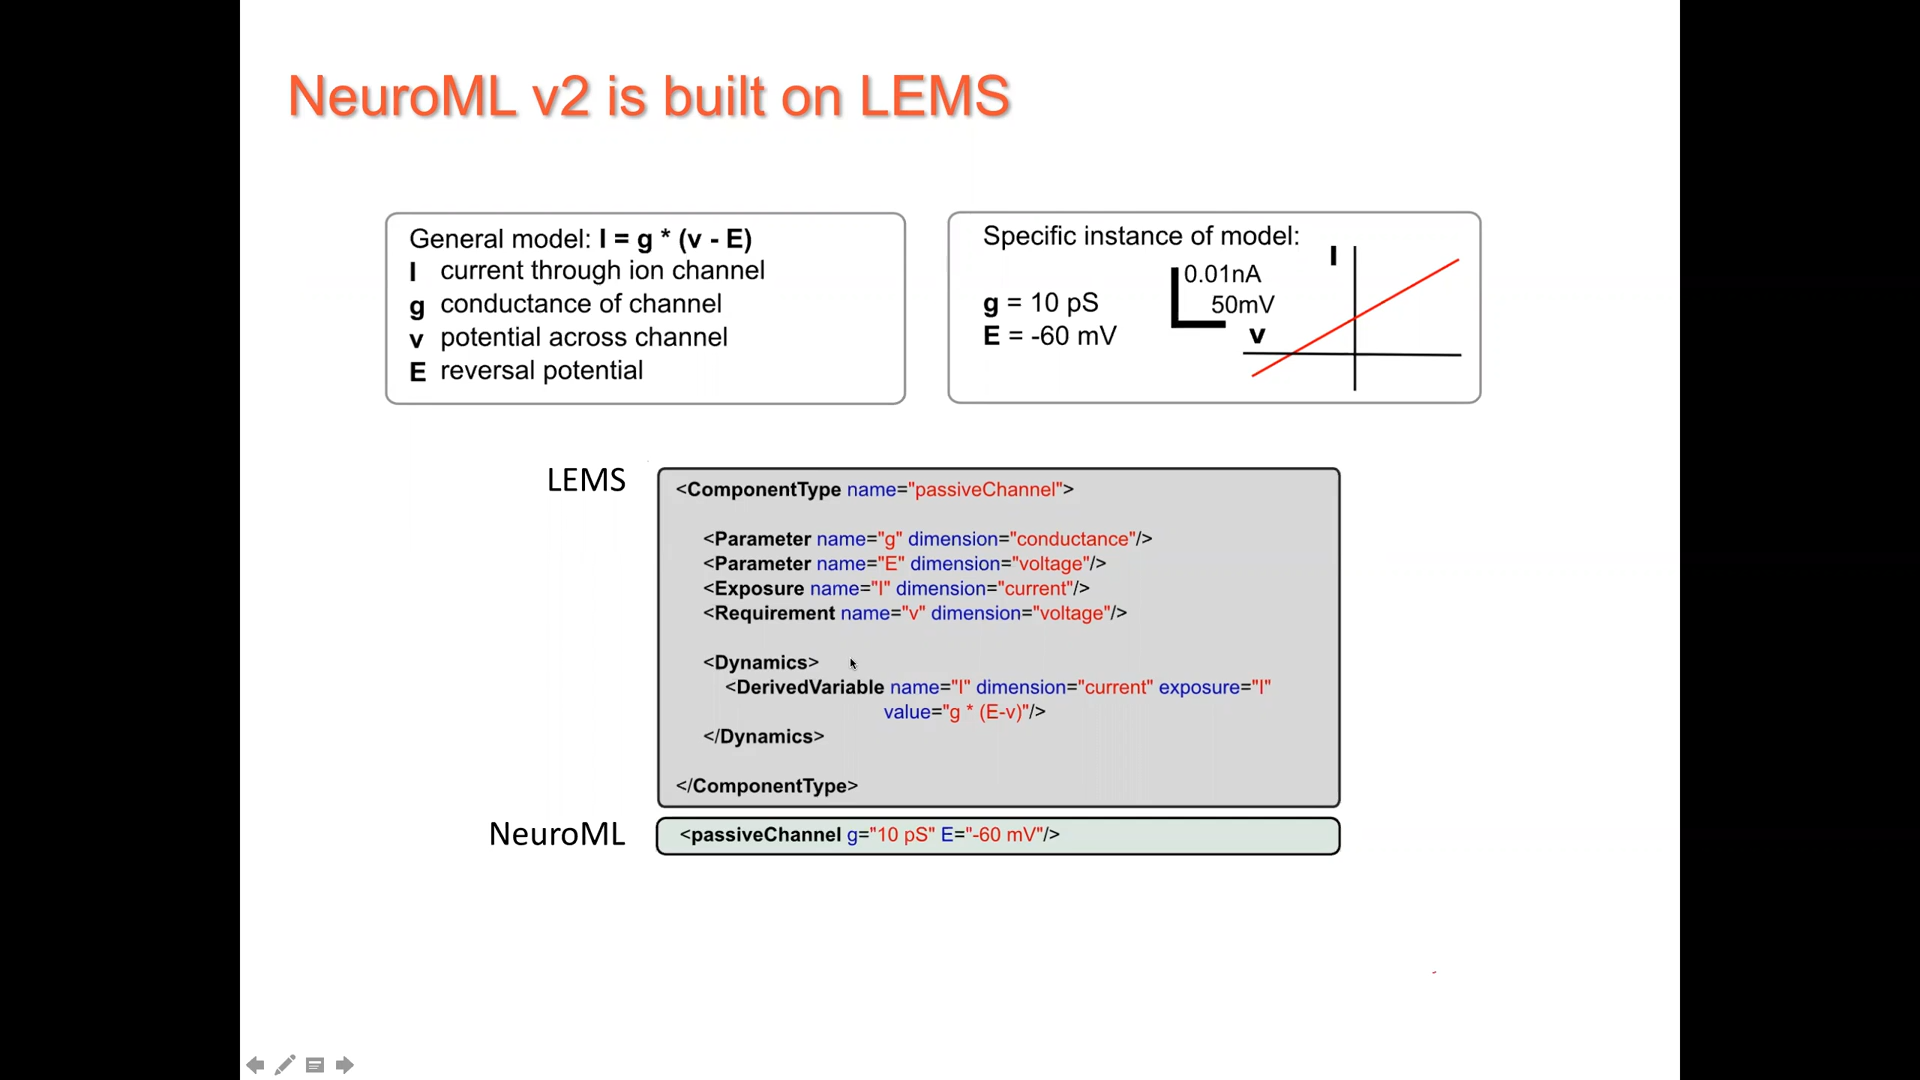 NeuroML v2 is built on LEMS
General model: I = g * (v - E)
I current through ion channel
g conductance of channel
v potential across channel
E reversal potential
Specific instance of model:
g = 10 pS
E = -60 mV
0.01nA
50mV
I
v
LEMS
<ComponentType name="passiveChannel">
<Parameter name="g" dimension="conductance"/>
<Parameter name="E" dimension="voltage"/>
<Exposure name="I" dimension="current"/>
<Requirement name="v" dimension="voltage"/>
<Dynamics>
<DerivedVariable name="I" dimension="current" exposure="I"
value="g * (E-v)"/>
</Dynamics>
</ComponentType>
NeuroML
<passiveChannel g="10 pS" E="-60 mV"/>